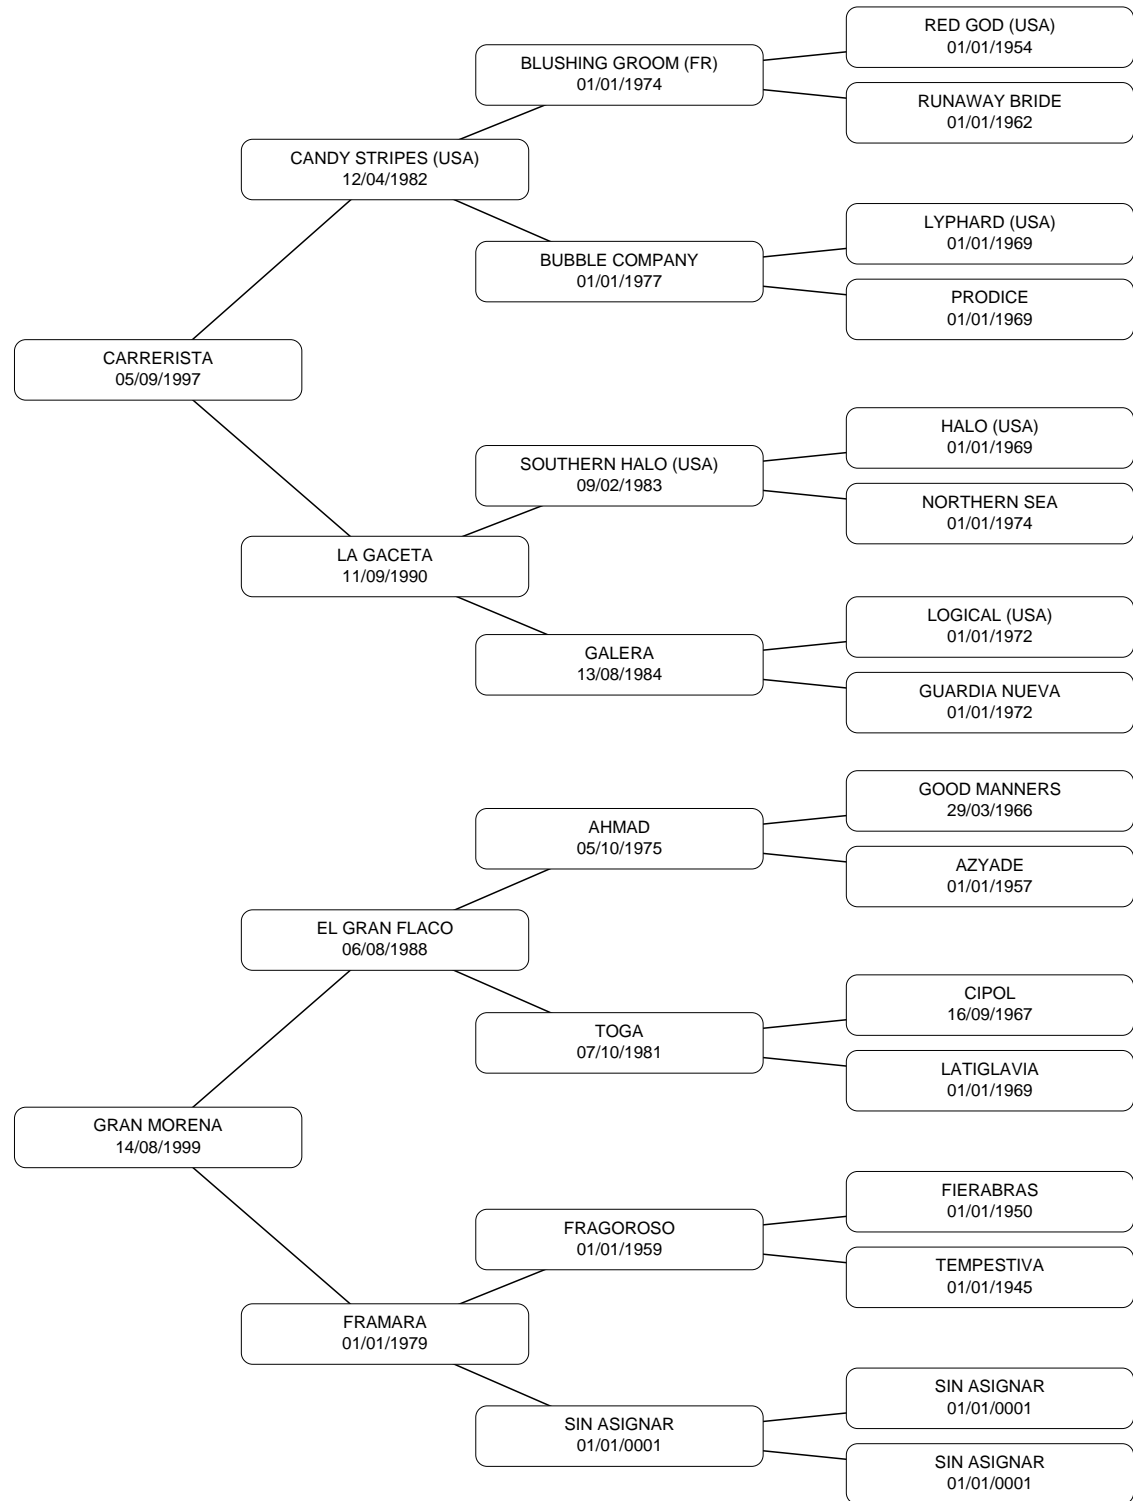 RED GOD (USA)
01/01/1954
BLUSHING GROOM (FR)
01/01/1974
RUNAWAY BRIDE
01/01/1962
CANDY STRIPES (USA)
12/04/1982
LYPHARD (USA)
01/01/1969
BUBBLE COMPANY
01/01/1977
PRODICE
01/01/1969
CARRERISTA
05/09/1997
HALO (USA)
01/01/1969
SOUTHERN HALO (USA)
09/02/1983
NORTHERN SEA
01/01/1974
LA GACETA
11/09/1990
LOGICAL (USA)
01/01/1972
GALERA
13/08/1984
GUARDIA NUEVA
01/01/1972
GOOD MANNERS
29/03/1966
AHMAD
05/10/1975
AZYADE
01/01/1957
EL GRAN FLACO
06/08/1988
CIPOL
16/09/1967
TOGA
07/10/1981
LATIGLAVIA
01/01/1969
GRAN MORENA
14/08/1999
FIERABRAS
01/01/1950
FRAGOROSO
01/01/1959
TEMPESTIVA
01/01/1945
FRAMARA
01/01/1979
SIN ASIGNAR
01/01/0001
SIN ASIGNAR
01/01/0001
SIN ASIGNAR
01/01/0001